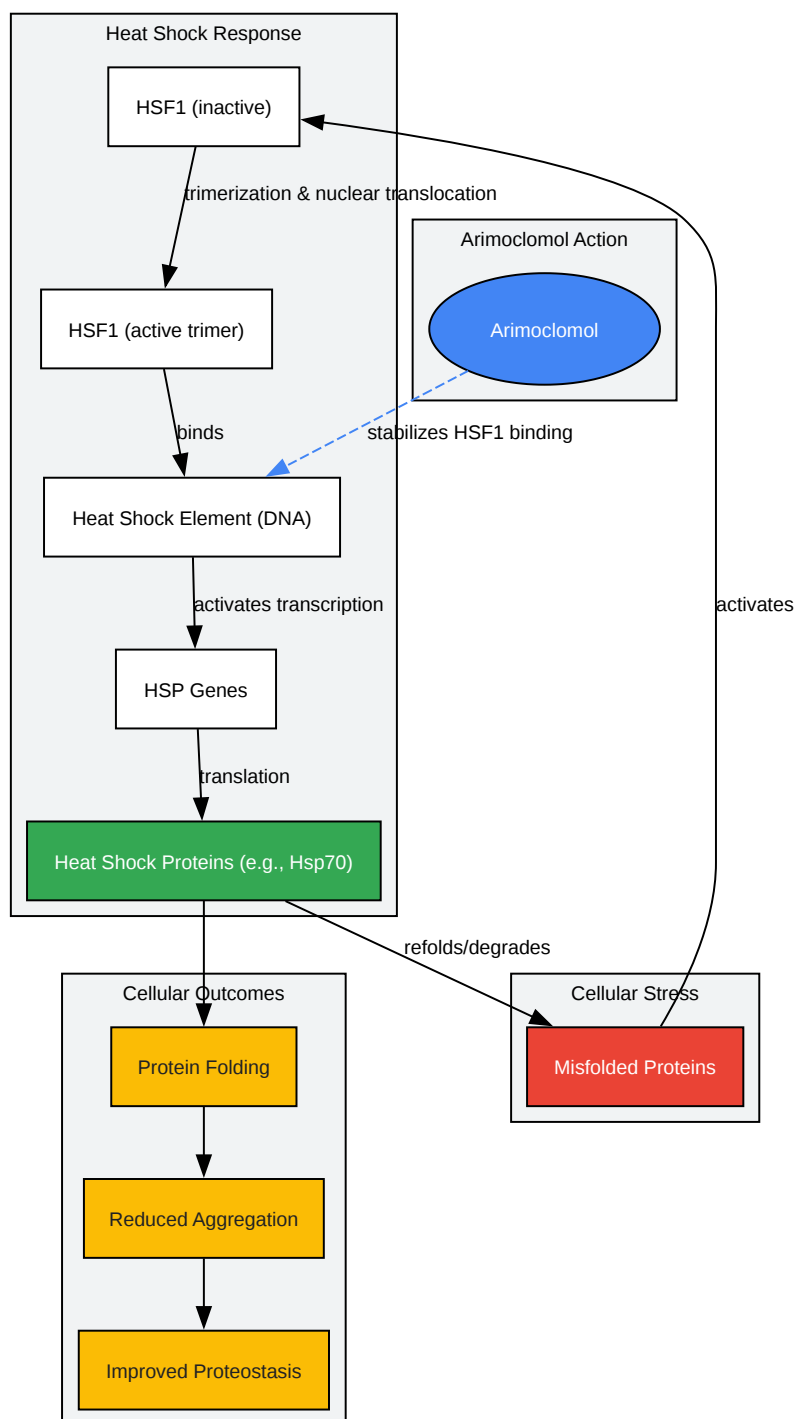 Heat Shock Response
HSF1 (inactive)
trimerization & nuclear translocation
Arimoclomol Action
HSF1 (active trimer)
Arimoclomol
binds
stabilizes HSF1 binding
Heat Shock Element (DNA)
activates transcription
activates
HSP Genes
translation
Heat Shock Proteins (e.g., Hsp70)
refolds/degrades
Cellular Outcomes
Cellular Stress
Protein Folding
Misfolded Proteins
Reduced Aggregation
Improved Proteostasis